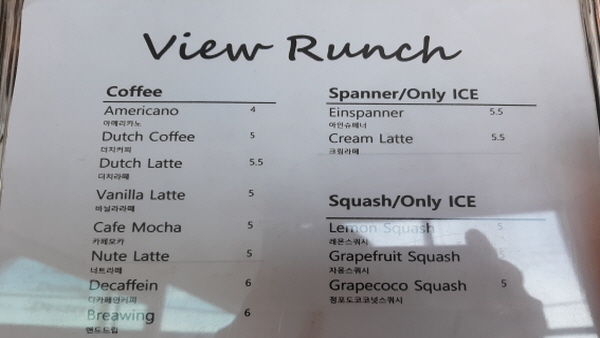 View Runch
Coffee
Americano 4
아메리카노
Dutch Coffee 5
더치커피
Dutch Latte 5.5
더치라떼
Vanilla Latte 5
바닐라라떼
Cafe Mocha 5
카페모카
Nute Latte 5
너트라떼
Decaffein 6
디카페인커피
Breawing 6
핸드드립
Spanner/Only ICE
Einspanner 5.5
아인슈페너
Cream Latte 5.5
크림라떼
Squash/Only ICE
Lemon Squash 5
레몬스쿼시
Grapefruit Squash 5
자몽스쿼시
Grapecoco Squash 5
청포도코코넛스쿼시